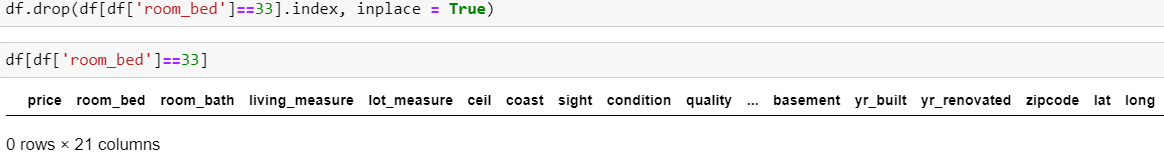 df.drop(df[df['room_bed']==33].index, inplace = True)
df[df['room_bed']==33]
price room_bed room_bath living_measure lot_measure ceil coast sight condition quality ... basement yr_built yr_renovated zipcode lat long
0 rows × 21 columns